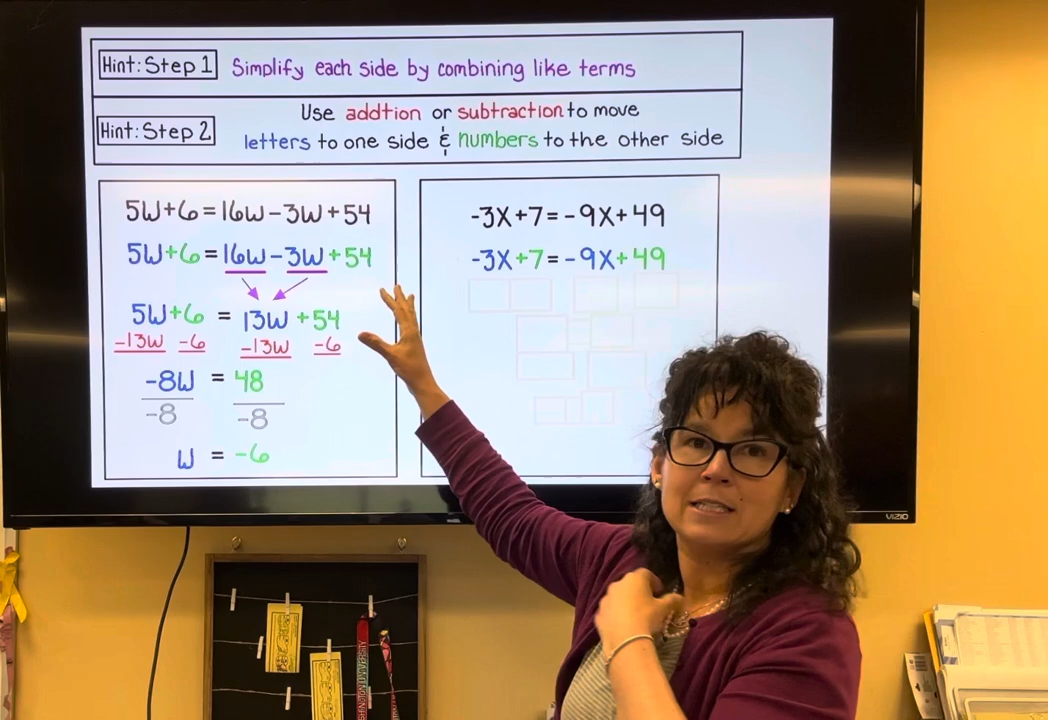 Hint: Step 1 Simplify each side by combining like terms
Hint: Step 2 Use addtion or subtraction to move
letters to one side & numbers to the other side
5W+6=16W-3W+54
5W+6=16W-3W+54
5W+6 = 13W+54
-13W -6 -13W -6
-8W = 48
-8 -8
W = -6
-3X+7=-9X+49
-3X+7=-9X+49
VIZIO